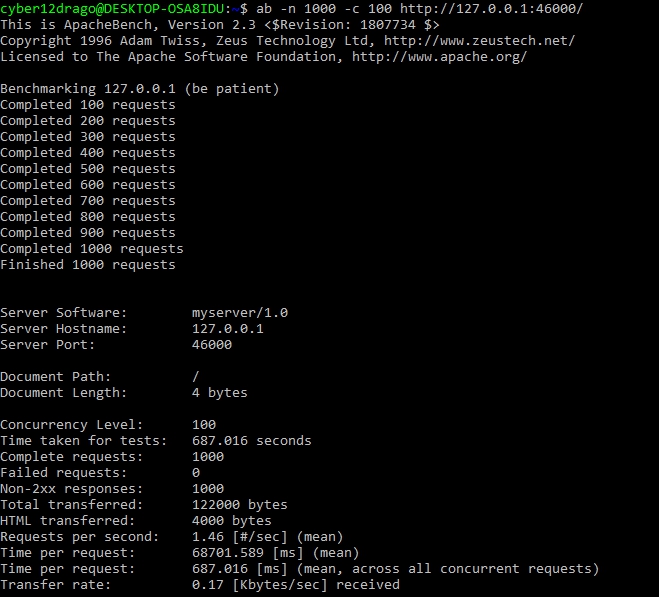 cyber12drago@DESKTOP-OSA8IDU:~$ ab -n 1000 -c 100 http://127.0.0.1:46000/
This is ApacheBench, Version 2.3 <$Revision: 1807734 $>
Copyright 1996 Adam Twiss, Zeus Technology Ltd, http://www.zeustech.net/
Licensed to The Apache Software Foundation, http://www.apache.org/

Benchmarking 127.0.0.1 (be patient)
Completed 100 requests
Completed 200 requests
Completed 300 requests
Completed 400 requests
Completed 500 requests
Completed 600 requests
Completed 700 requests
Completed 800 requests
Completed 900 requests
Completed 1000 requests
Finished 1000 requests


Server Software:        myserver/1.0
Server Hostname:        127.0.0.1
Server Port:            46000

Document Path:          /
Document Length:        4 bytes

Concurrency Level:      100
Time taken for tests:   687.016 seconds
Complete requests:      1000
Failed requests:        0
Non-2xx responses:      1000
Total transferred:      122000 bytes
HTML transferred:       4000 bytes
Requests per second:    1.46 [#/sec] (mean)
Time per request:       68701.589 [ms] (mean)
Time per request:       687.016 [ms] (mean, across all concurrent requests)
Transfer rate:          0.17 [Kbytes/sec] received